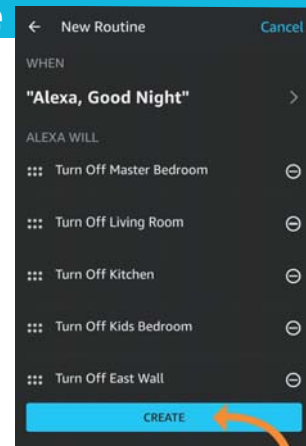 New Routine
Cancel
WHEN
"Alexa, Good Night"
ALEXA WILL
Turn Off Master Bedroom
Turn Off Living Room
Turn Off Kitchen
Turn Off Kids Bedroom
Turn Off East Wall
CREATE